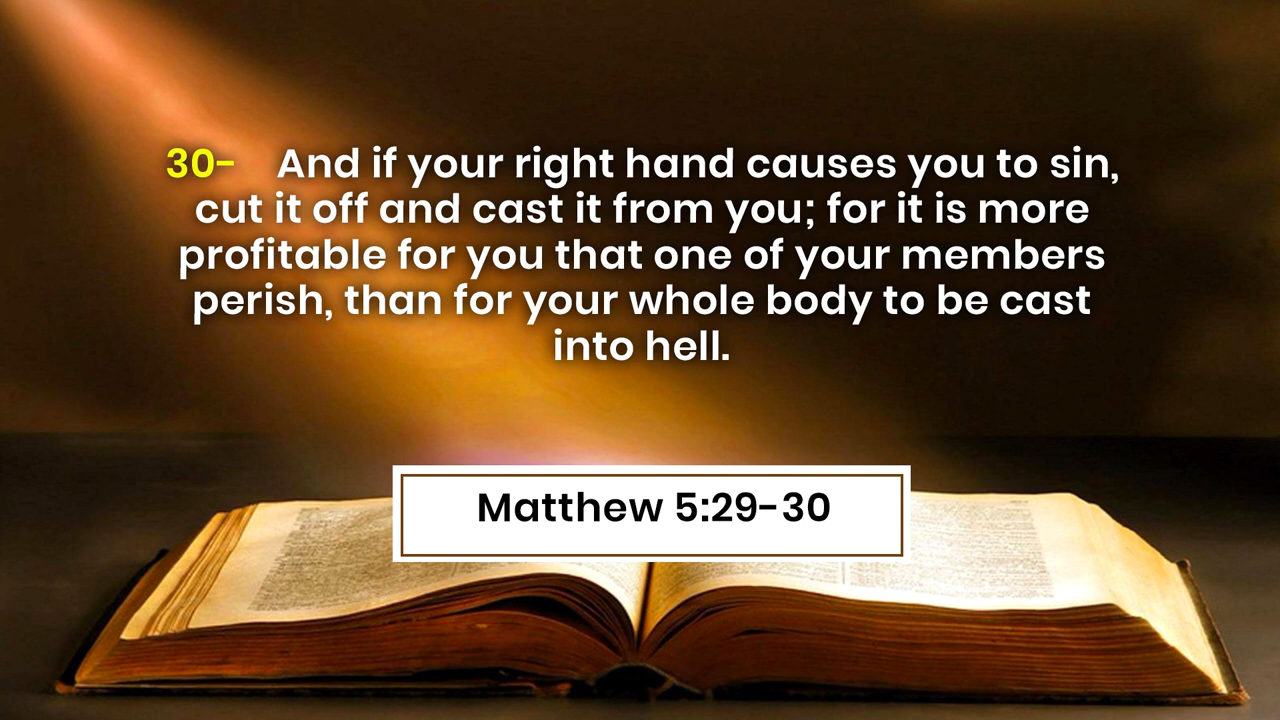 30- And if your right hand causes you to sin,
cut it off and cast it from you; for it is more
profitable for you that one of your members
perish, than for your whole body to be cast
into hell.
Matthew 5:29-30